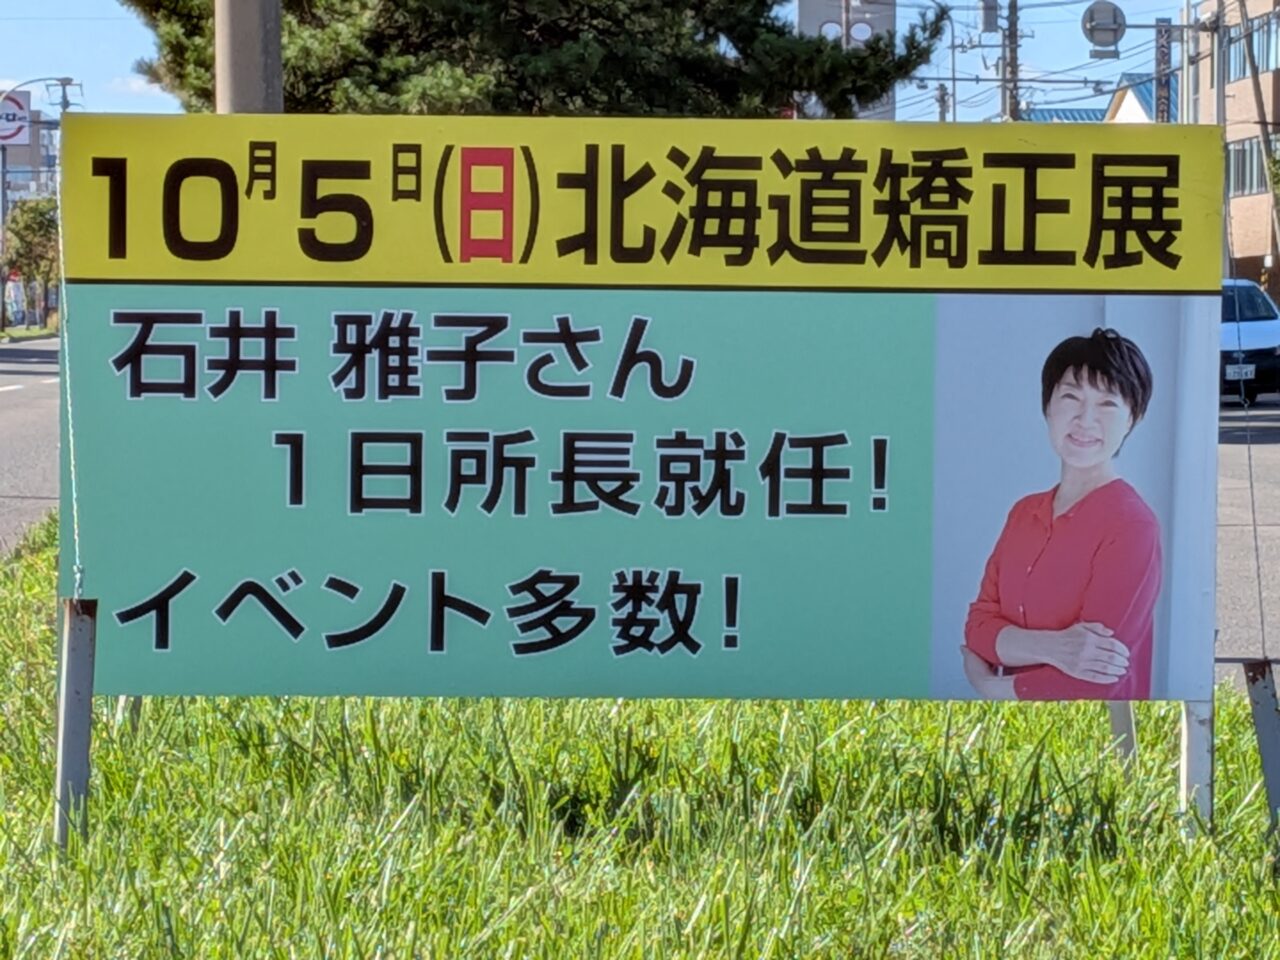 10月5日(日)北海道矯正展
石井 雅子さん
1日所長就任!
イベント多数!